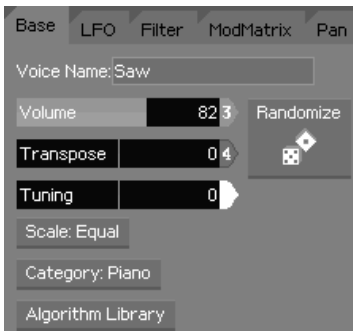 Base LFO Filter ModMatrix Pan
Voice Name: Saw
Volume 82 3 Randomize
Transpose 0 4
Tuning 0
Scale: Equal
Category: Piano
Algorithm Library